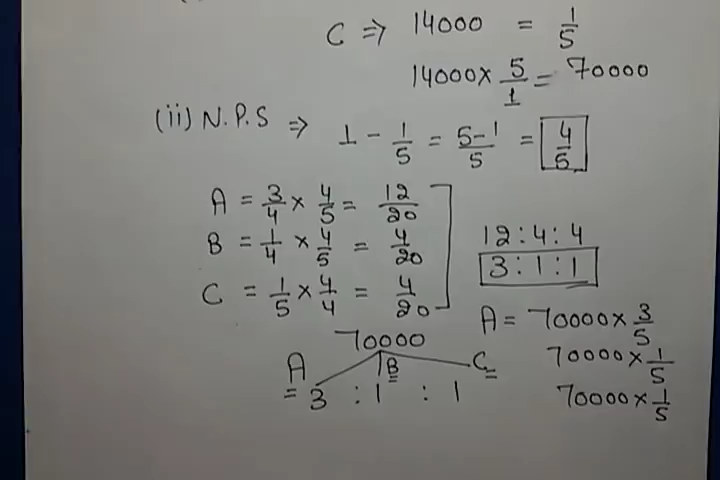 C ⇒ 14000 = 1/5
14000 × 5/1 = 70000
(ii) N.P.S ⇒ 1 - 1/5 = 5-1/5 = 4/5
A = 3/4 × 4/5 = 12/20
B = 1/4 × 4/5 = 4/20
C = 1/5 × 4/4 = 4/20
12:4:4
3:1:1
70000
A B C
3 : 1 : 1
A = 70000 × 3/5
70000 × 1/5
70000 × 1/5